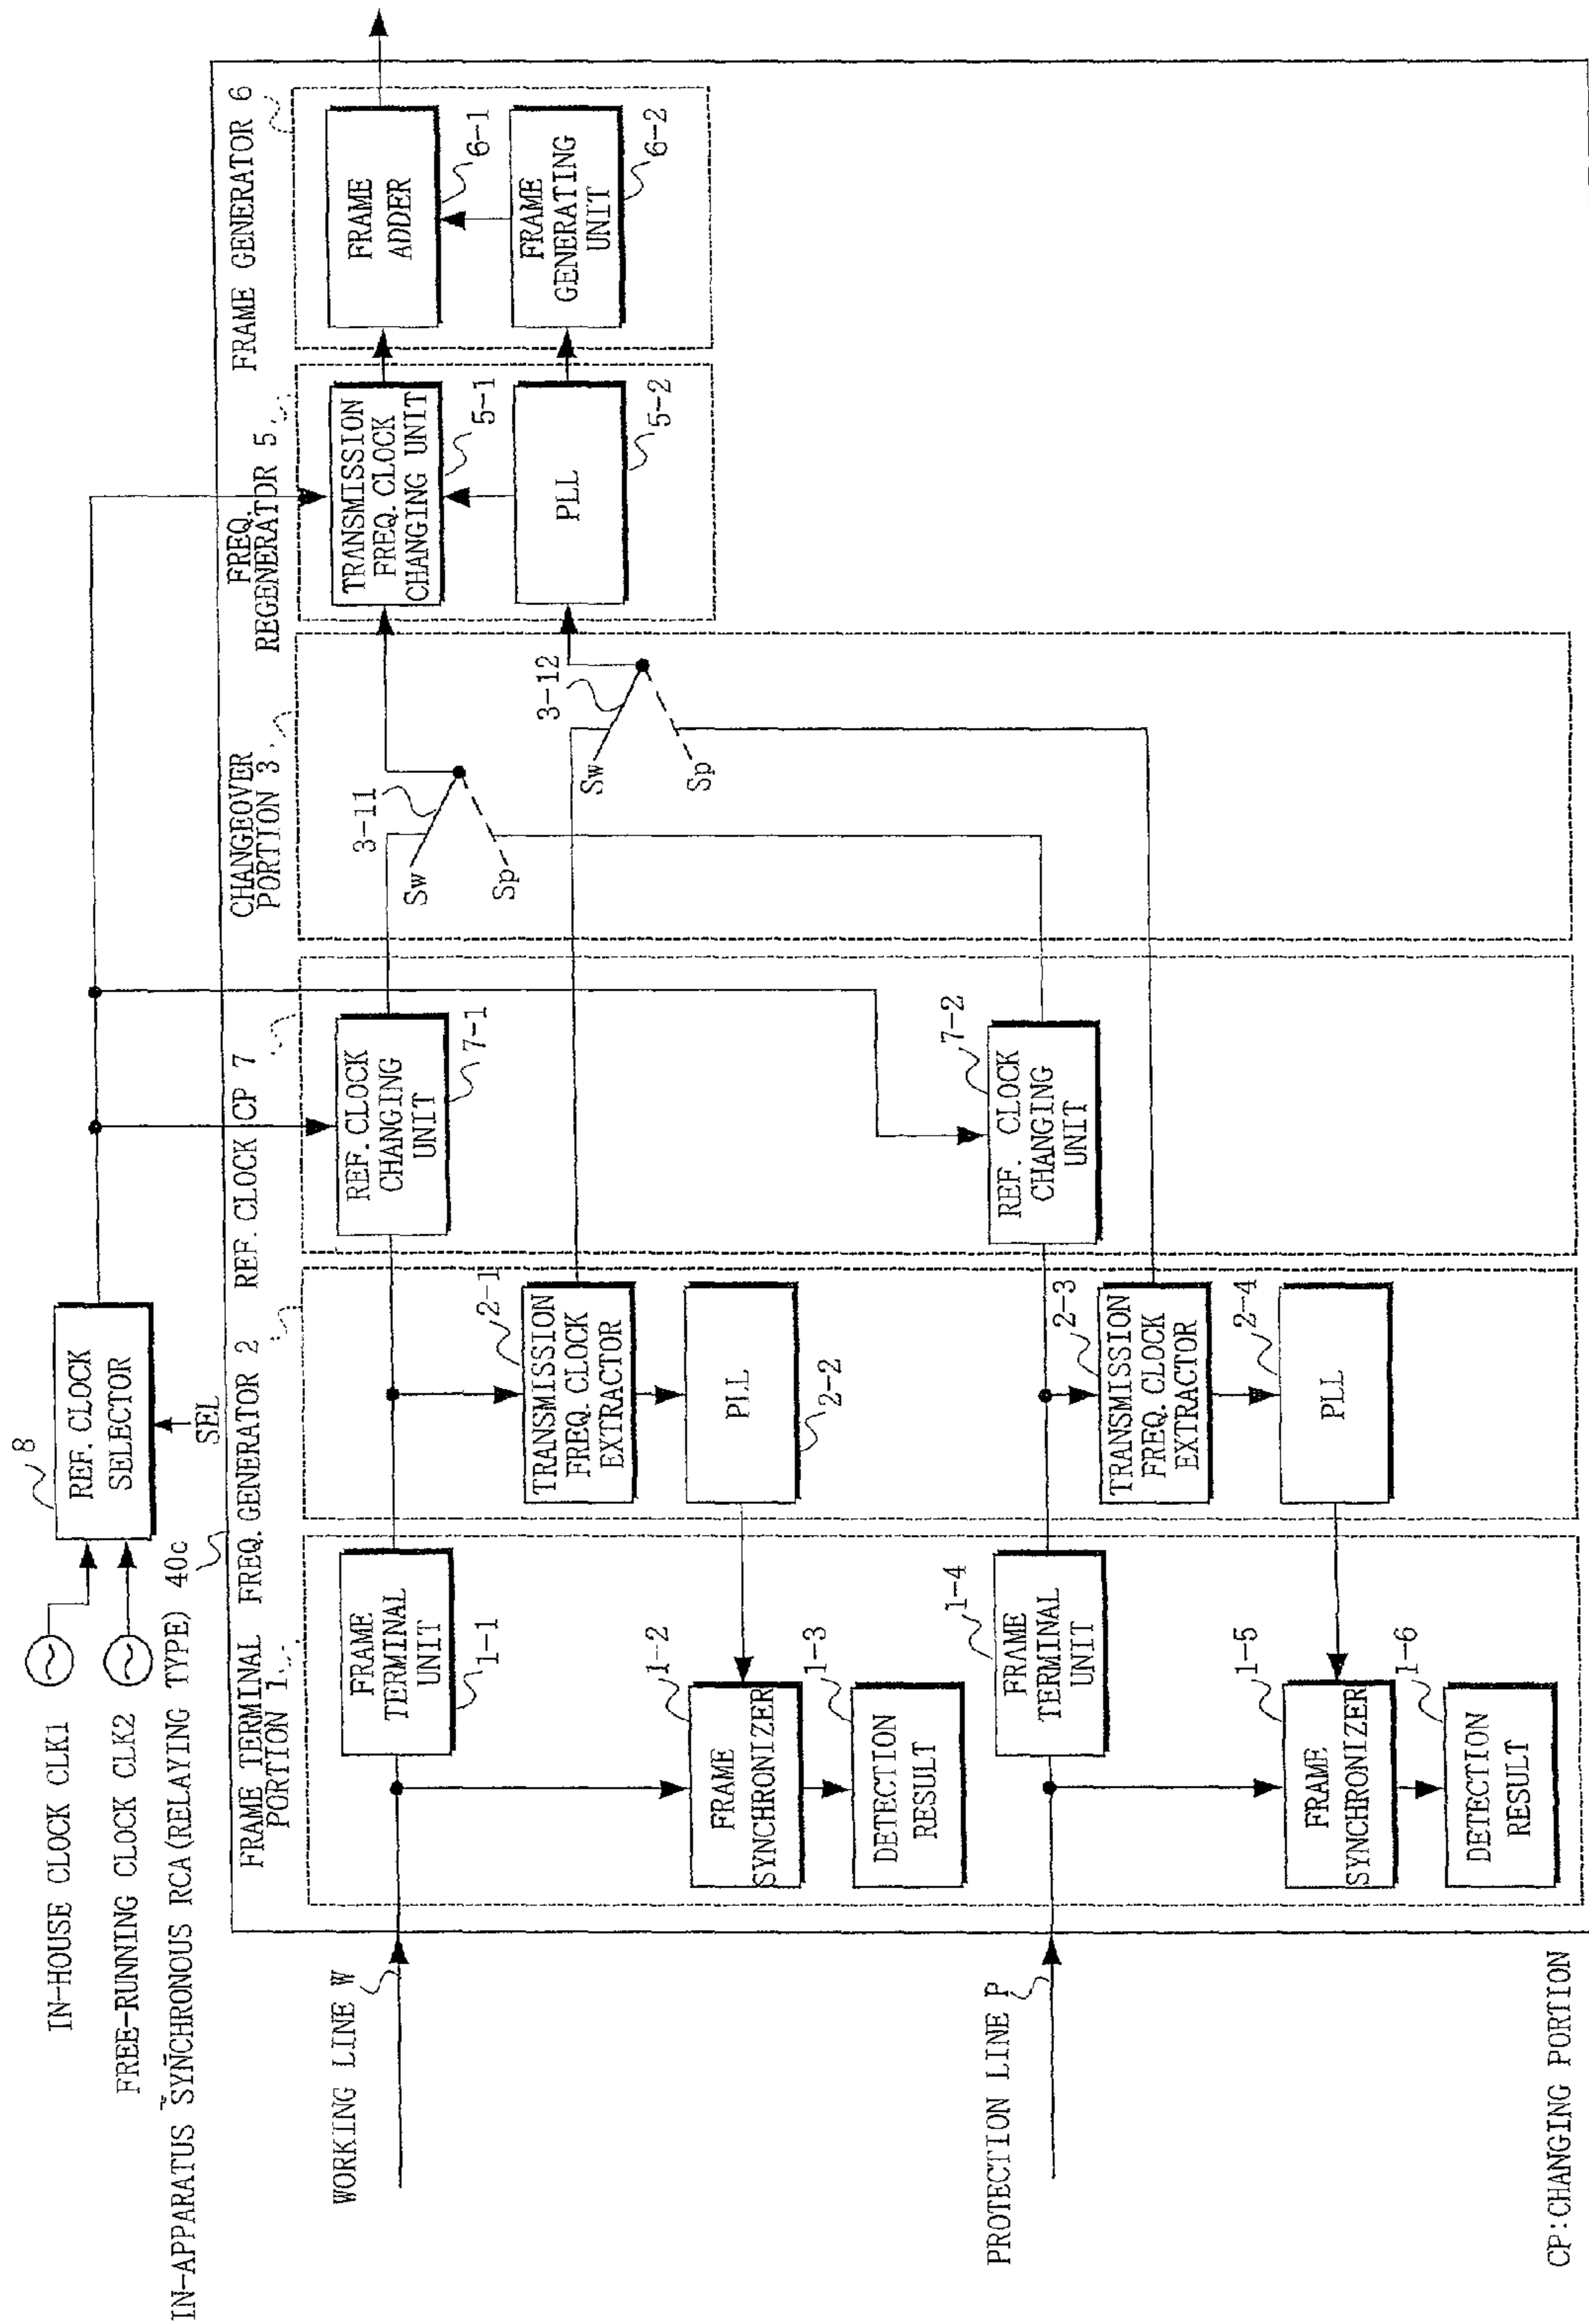 IN-HOUSE CLOCK CLK1
FREE-RUNNING CLOCK CLK2
8
REF. CLOCK
SELECTOR
SEL
IN-APPARATUS SYNCHRONOUS RCA(RELAYING TYPE) 40c
FRAME TERMINAL
PORTION 1
FREQ. GENERATOR 2
REF. CLOCK CP 7
CHANGEOVER
PORTION 3
FREQ.
REGENERATOR 5
FRAME GENERATOR 6
WORKING LINE W
FRAME
TERMINAL
UNIT
1-1
REF. CLOCK
CHANGING
UNIT
7-1
3-11
Sw
Sp
TRANSMISSION
FREQ. CLOCK
CHANGING UNIT
5-1
FRAME
ADDER
6-1
2-1
TRANSMISSION
FREQ. CLOCK
EXTRACTOR
3-12
Sw
Sp
PLL
5-2
FRAME
GENERATING
UNIT
6-2
1-2
FRAME
SYNCHRONIZER
PLL
2-2
1-3
DETECTION
RESULT
PROTECTION LINE P
1-4
FRAME
TERMINAL
UNIT
7-2
REF. CLOCK
CHANGING
UNIT
2-3
TRANSMISSION
FREQ. CLOCK
EXTRACTOR
1-5
FRAME
SYNCHRONIZER
2-4
PLL
1-6
DETECTION
RESULT
CP:CHANGING PORTION